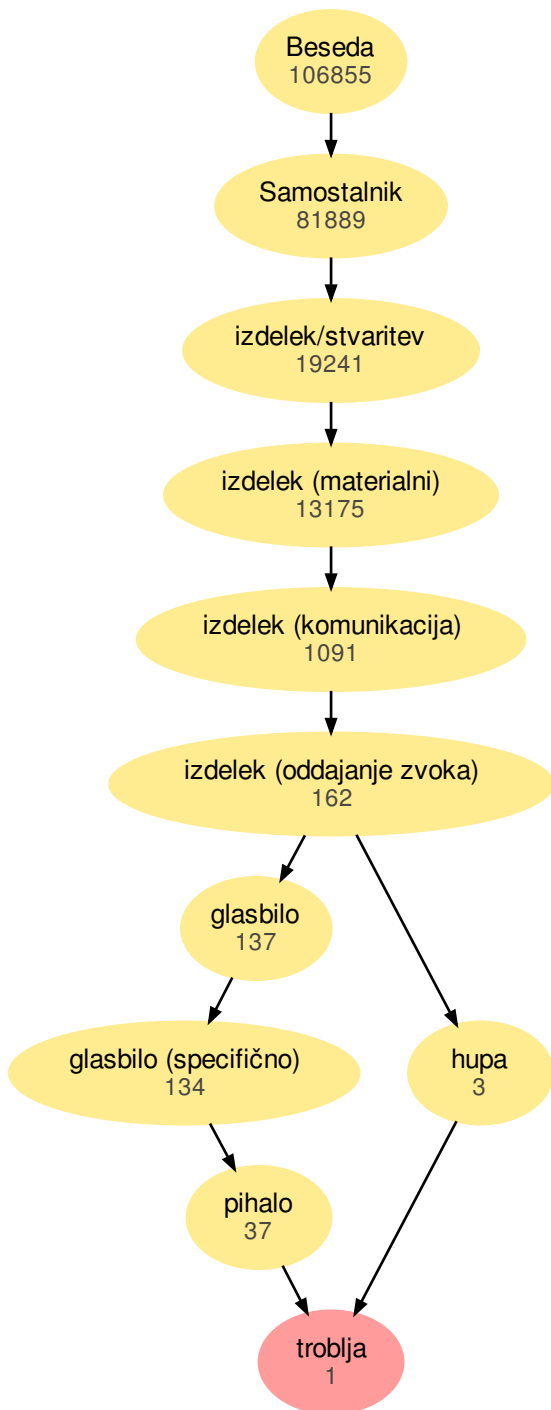 Beseda
106855
Samostalnik
81889
izdelek/stvaritev
19241
izdelek (materialni)
13175
izdelek (komunikacija)
1091
izdelek (oddajanje zvoka)
162
glasbilo
137
glasbilo (specifično)
134
hupa
3
pihalo
37
troblja
1